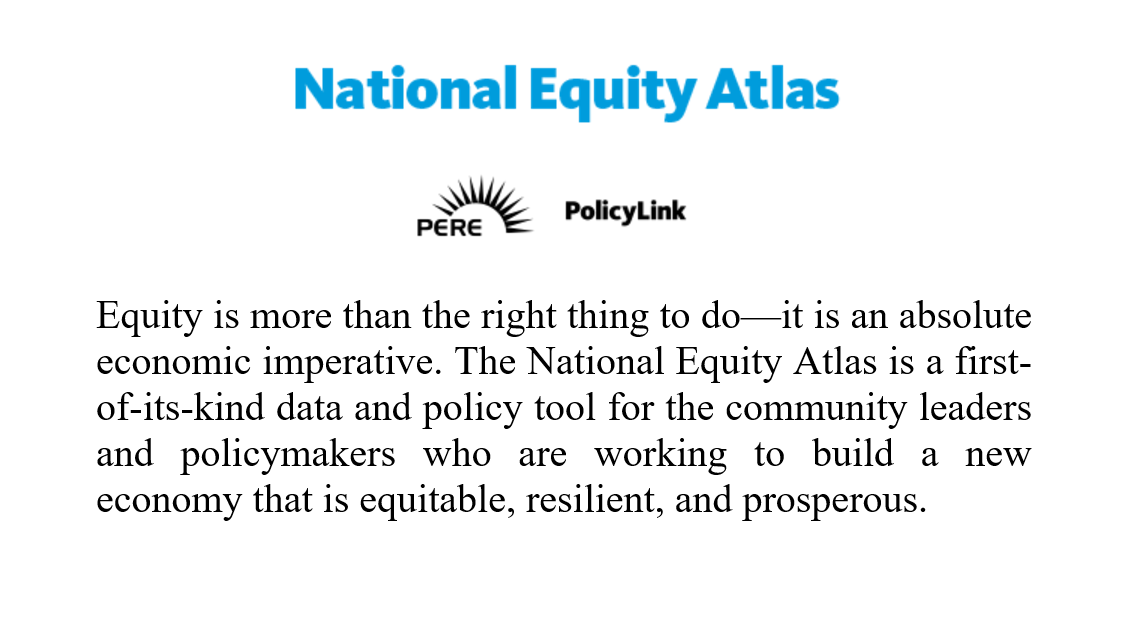 National Equity Atlas
PERE
PolicyLink
Equity is more than the right thing to do—it is an absolute
economic imperative. The National Equity Atlas is a first-
of-its-kind data and policy tool for the community leaders
and policymakers who are working to build a new
economy that is equitable, resilient, and prosperous.